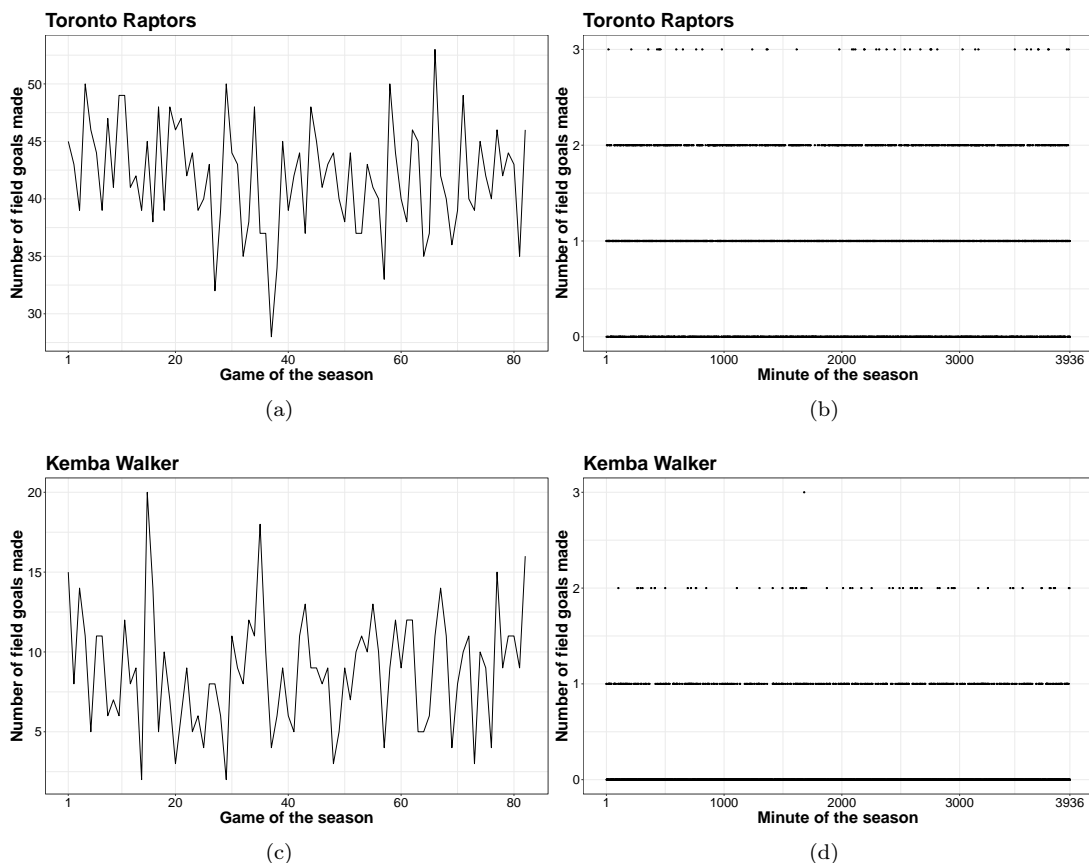 Toronto Raptors
Number of field goals made
50
45
40
35
30
1 20 40 60 80
Game of the season
(a)
Toronto Raptors
Number of field goals made
3
2
1
0
1 1000 2000 3000 3936
Minute of the season
(b)
Kemba Walker
Number of field goals made
20
15
10
5
1 20 40 60 80
Game of the season
(c)
Kemba Walker
Number of field goals made
3
2
1
0
1 1000 2000 3000 3936
Minute of the season
(d)